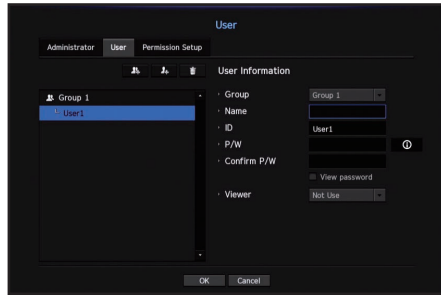 User
Administrator User Permission Setup
User Information
Group 1
User1
Group Group 1
Name
ID User1
P/W
Confirm P/W
View password
Viewer Not Use
OK Cancel